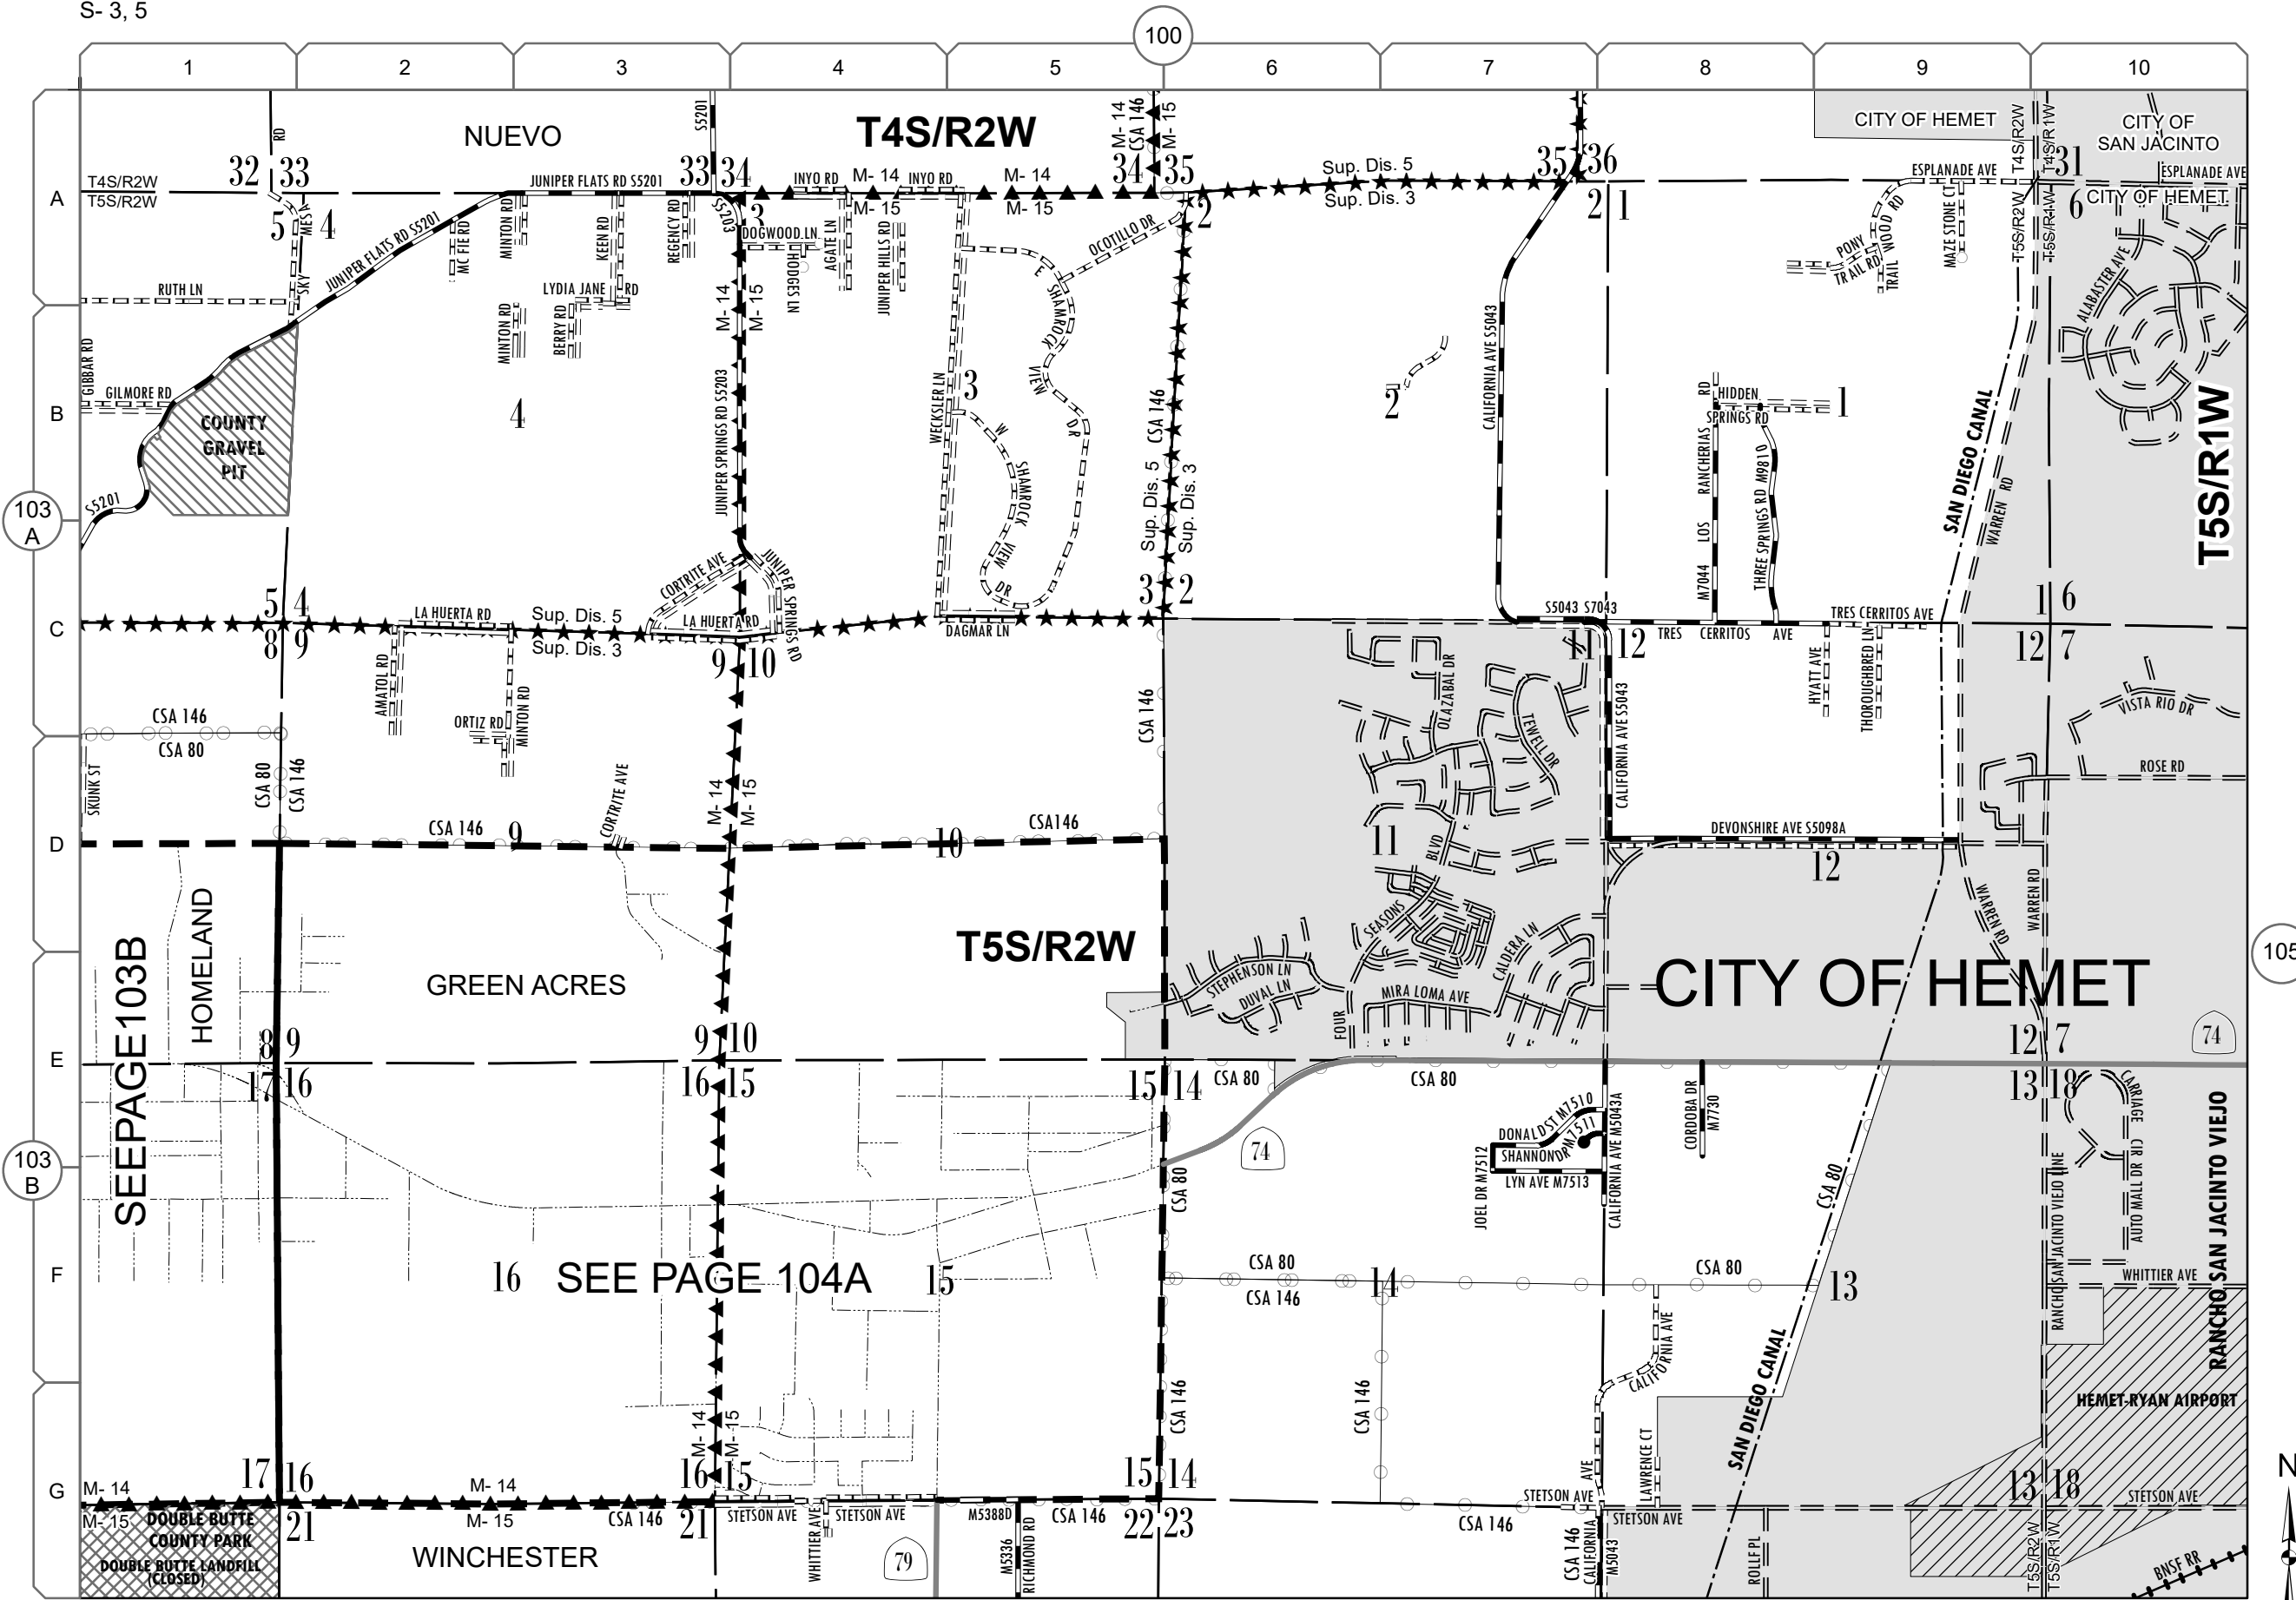 S- 3, 5
100
1 2 3 4 5 6 7 8 9 10
A
B
C
D
E
F
G
103
A
103
B
105
N
NUEVO
T4S/R2W
RD
S5201
M- 14
CSA 146
M- 15
CITY OF HEMET
T4S/R2W
T4S/R1W
CITY OF
SAN JACINTO
32 33
33 34
34 35
35 36
31
T4S/R2W
T5S/R2W
JUNIPER FLATS RD S5201
INYO RD
M- 14
INYO RD
M- 14
M- 15
M- 15
Sup. Dis. 5
Sup. Dis. 3
ESPLANADE AVE
ESPLANADE AVE
CITY OF HEMET
5 4
3
2
2 1
6
SKY MESA
JUNIPER FLATS RD S5201
MC FIE RD
MINTON RD
KEEN RD
REGENCY RD
S5203
DOGWOOD LN
HODGES LN
AGATE LN
JUNIPER HILLS RD
OCOTILLO DR
PONY
TRAIL RD
TRAIL WOOD RD
MAZE STONE CT
T5S/R2W
T5S/R1W
ALABASTER AVE
RUTH LN
LYDIA JANE RD
MINTON RD
BERRY RD
M- 14
M- 15
E SHAMROCK VIEW DR
GIBBAR RD
GILMORE RD
COUNTY
GRAVEL
PIT
S5201
4
JUNIPER SPRINGS RD S5203
WECKSLER LN
3
W SHAMROCK VIEW DR
CSA 146
Sup. Dis. 5
Sup. Dis. 3
2
CALIFORNIA AVE S5043
HIDDEN
SPRINGS RD
1
M7044 LOS RANCHERIAS RD
THREE SPRINGS RD M9810
SAN DIEGO CANAL
WARREN RD
T5S/R1W
CORTRITE AVE
JUNIPER SPRINGS RD
5 4
3 2
1 6
LA HUERTA RD
Sup. Dis. 5
Sup. Dis. 3
LA HUERTA RD
DAGMAR LN
S5043 S7043
TRES CERRITOS AVE
TRES CERRITOS AVE
8 9
9 10
11 12
12 7
AMATOL RD
ORTIZ RD
MINTON RD
CSA 146
CSA 80
CSA 146
OLAZABAL DR
TEWELL DR
CALIFORNIA AVE S5043
HYATT AVE
THOROUGHBRED LN
VISTA RIO DR
ROSE RD
SKUNK ST
CSA 80
CSA 146
CORTRITE AVE
M- 14
M- 15
CSA 146
9
CSA146
10
11
BLVD
DEVONSHIRE AVE S5098A
12
HOMELAND
SEEPAGE103B
GREEN ACRES
T5S/R2W
SEASONS
STEPHENSON LN
DUVAL LN
FOUR
MIRA LOMA AVE
CALDERA LN
WARREN RD
WARREN RD
CITY OF HEMET
8 9
9 10
12 7
74
17 16
16 15
15 14
13 18
CSA 80
CSA 80
74
DONALD ST M7510
SHANNON DR M7511
JOEL DR M7512
LYN AVE M7513
CALIFORNIA AVE M5043A
CORDOBA DR
M7730
CSA 80
CARRIAGE CIR RD
AUTO MALL
RANCHO SAN JACINTO VIEJO LINE
RANCHO SAN JACINTO VIEJO
CSA 80
16
SEE PAGE 104A
15
CSA 80
CSA 146
14
CSA 80
13
WHITTIER AVE
CALIFORNIA AVE
CSA 146
CSA 146
SAN DIEGO CANAL
LAWRENCE CT
HEMET-RYAN AIRPORT
M- 14
M- 15
17 16
16 15
15 14
13 18
M- 14
M- 15
M- 14
M- 15
CSA 146
STETSON AVE
STETSON AVE
M5388D
CSA 146
CSA 146
STETSON AVE
AVE
STETSON AVE
STETSON AVE
DOUBLE BUTTE
COUNTY PARK
DOUBLE BUTTE LANDFILL
(CLOSED)
21
21
22 23
WINCHESTER
WHITTIER AVE
79
M5336
RICHMOND RD
CSA 146
CALIFORNIA
M5043
ROLLF PL
T5S/R2W
T5S/R1W
BNSF RR